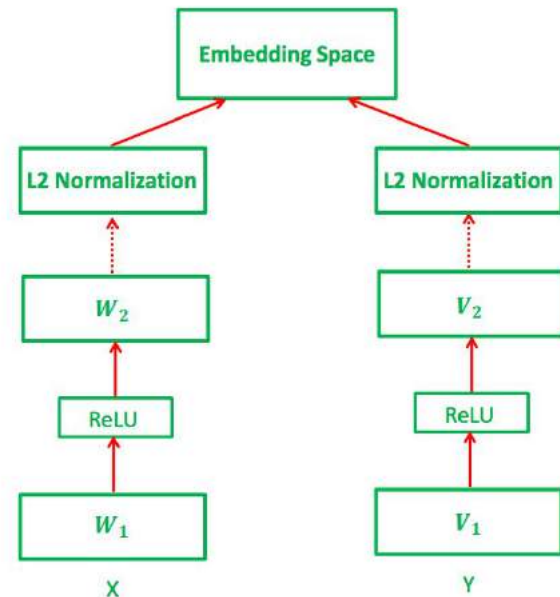 Embedding Space
L2 Normalization
L2 Normalization
W₂
V₂
ReLU
ReLU
W₁
V₁
X
Y